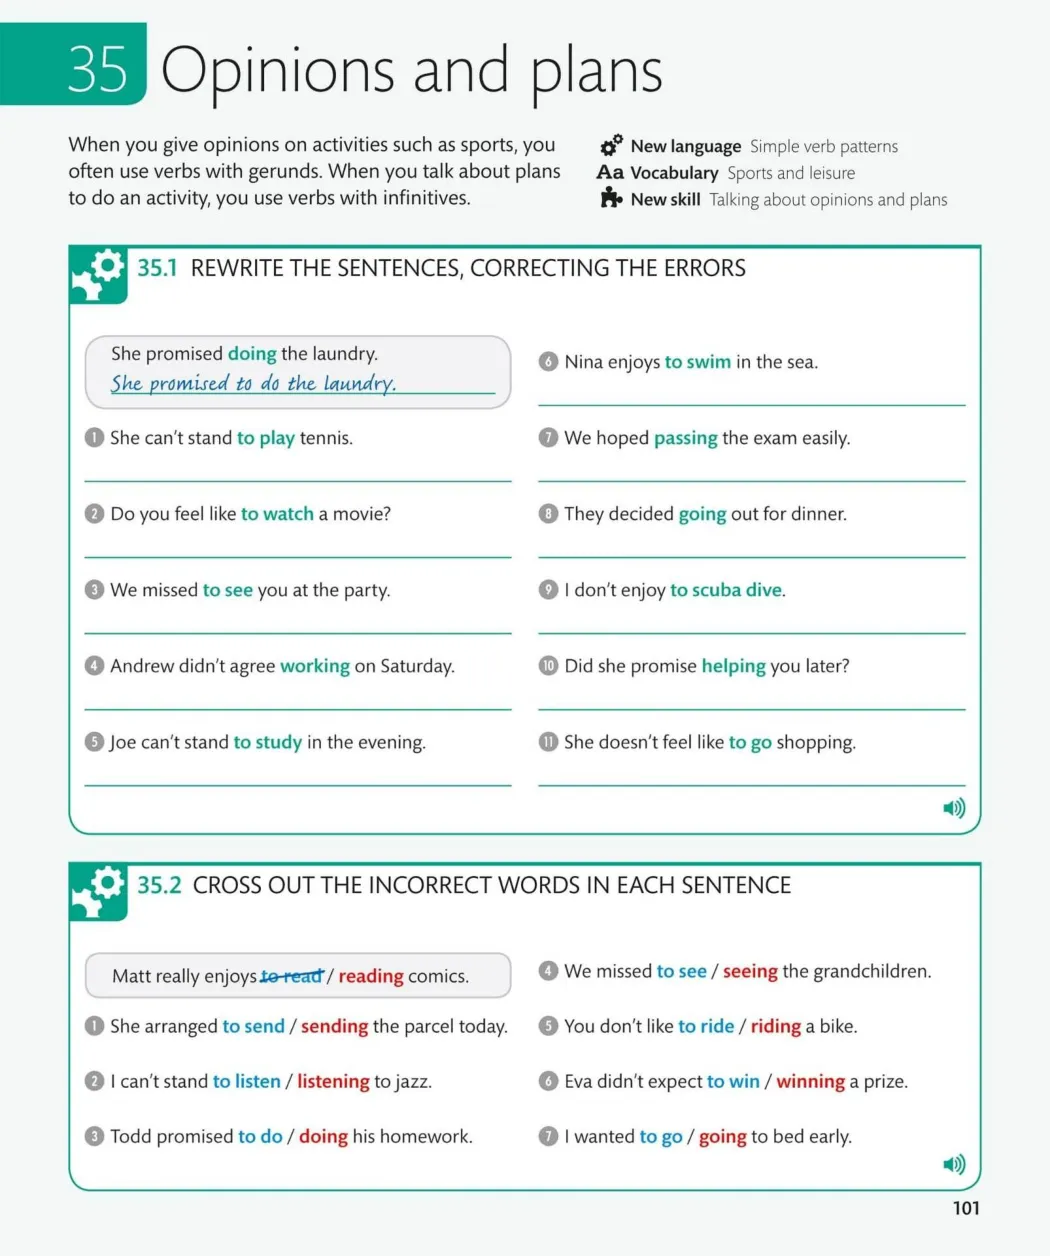 35 Opinions and plans
When you give opinions on activities such as sports, you
often use verbs with gerunds. When you talk about plans
to do an activity, you use verbs with infinitives.
New language Simple verb patterns
Aa Vocabulary Sports and leisure
New skill Talking about opinions and plans
35.1 REWRITE THE SENTENCES, CORRECTING THE ERRORS
She promised doing the laundry.
She promised to do the laundry.
1 She can't stand to play tennis.
2 Do you feel like to watch a movie?
3 We missed to see you at the party.
4 Andrew didn't agree working on Saturday.
5 Joe can't stand to study in the evening.
6 Nina enjoys to swim in the sea.
7 We hoped passing the exam easily.
8 They decided going out for dinner.
9 I don't enjoy to scuba dive.
10 Did she promise helping you later?
11 She doesn't feel like to go shopping.
35.2 CROSS OUT THE INCORRECT WORDS IN EACH SENTENCE
Matt really enjoys to read / reading comics.
1 She arranged to send / sending the parcel today.
2 I can't stand to listen / listening to jazz.
3 Todd promised to do / doing his homework.
4 We missed to see / seeing the grandchildren.
5 You don't like to ride / riding a bike.
6 Eva didn't expect to win / winning a prize.
7 I wanted to go / going to bed early.
101